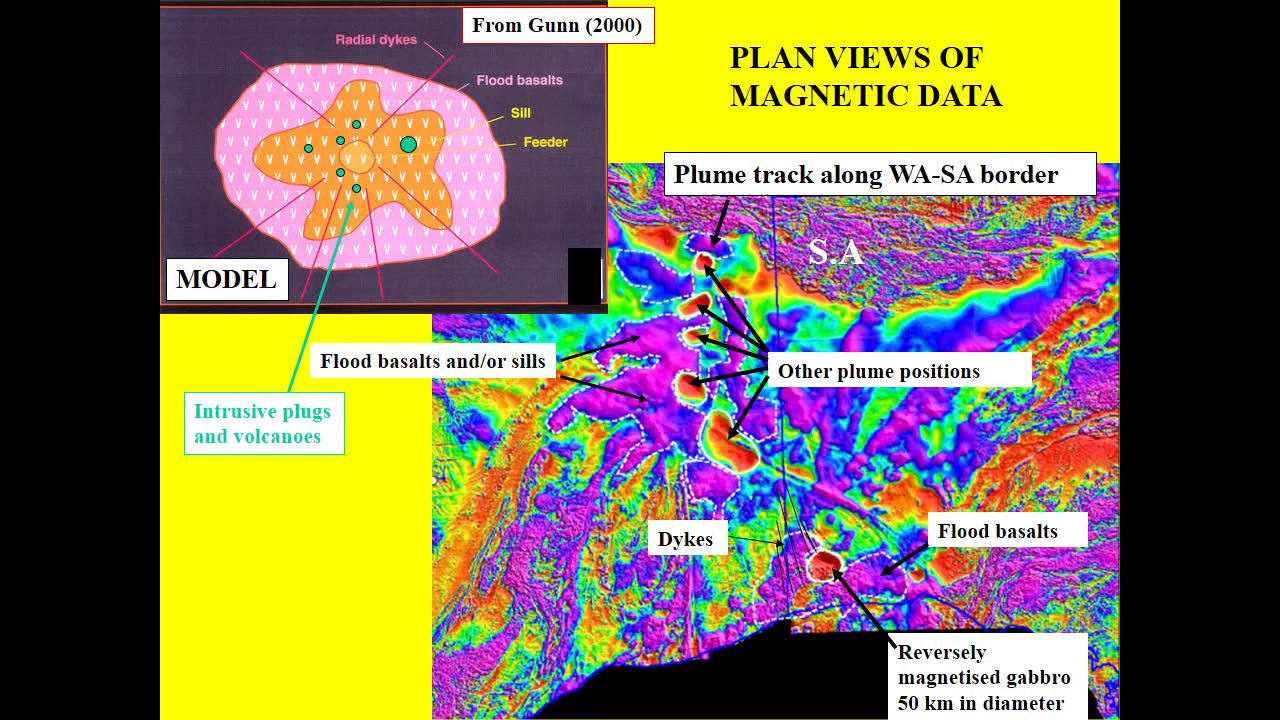 From Gunn (2000)
Radial dykes
Flood basalts
Sill
Feeder
MODEL
PLAN VIEWS OF
MAGNETIC DATA
Plume track along WA-SA border
S.A
Flood basalts and/or sills
Other plume positions
Intrusive plugs
and volcanoes
Dykes
Flood basalts
Reversely
magnetised gabbro
50 km in diameter